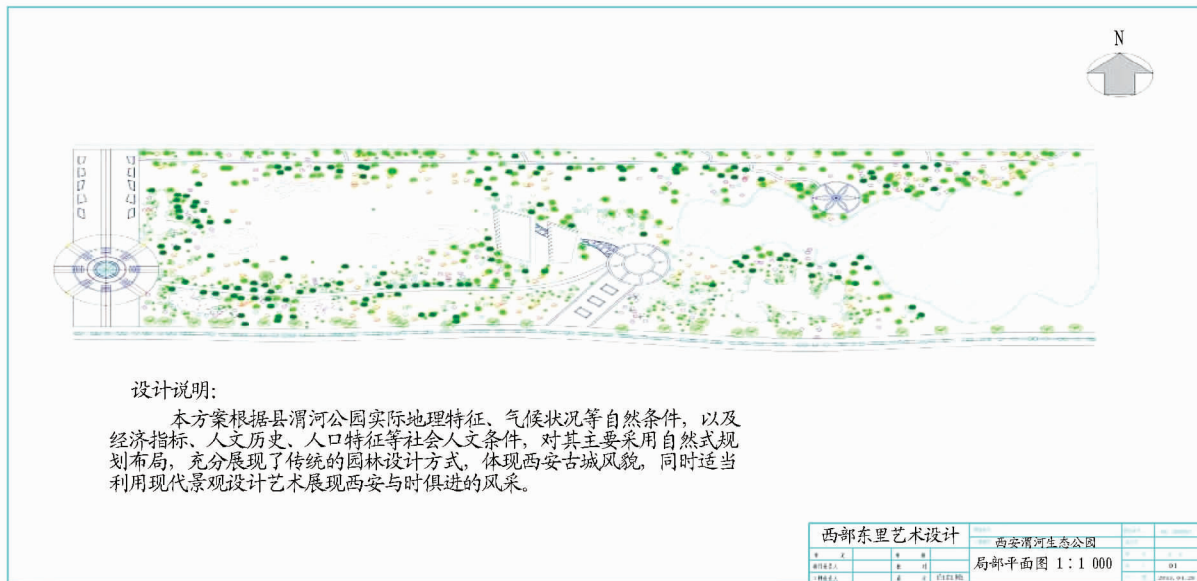 N
设计说明:
本方案根据县渭河公园实际地理特征、气候状况等自然条件，以及
经济指标、人文历史、人口特征等社会人文条件，对其主要采用自然式规
划布局，充分展现了传统的园林设计方式，体现西安古城风貌，同时适当
利用现代景观设计艺术展现西安与时俱进的风采。
西部东里艺术设计
西安渭河生态公园
局部平面图 1:1 000
01